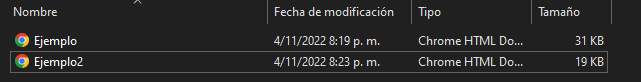 Nombre Fecha de modificación Tipo Tamaño
Ejemplo 4/11/2022 8:19 p. m. Chrome HTML Do... 31 KB
Ejemplo2 4/11/2022 8:23 p. m. Chrome HTML Do... 19 KB